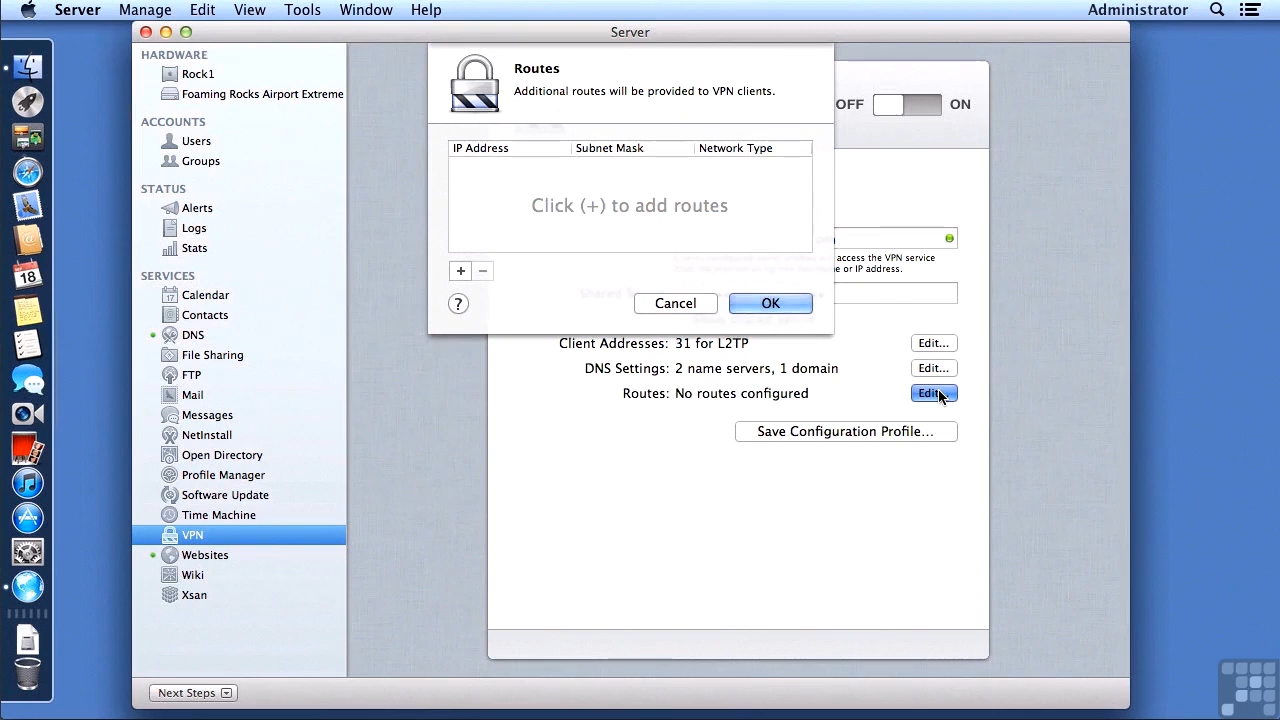 Server Manage Edit View Tools Window Help Administrator
Server
HARDWARE
Rock1
Foaming Rocks Airport Extreme
ACCOUNTS
Users
Groups
STATUS
Alerts
Logs
Stats
SERVICES
Calendar
Contacts
DNS
File Sharing
FTP
Mail
Messages
NetInstall
Open Directory
Profile Manager
Software Update
Time Machine
VPN
Websites
Wiki
Xsan
Next Steps
Routes
Additional routes will be provided to VPN clients.
IP Address Subnet Mask Network Type
Click (+) to add routes
+ −
? Cancel OK
OFF ON
access the VPN service
or IP address.
Client Addresses: 31 for L2TP Edit...
DNS Settings: 2 name servers, 1 domain Edit...
Routes: No routes configured Edit...
Save Configuration Profile...
18